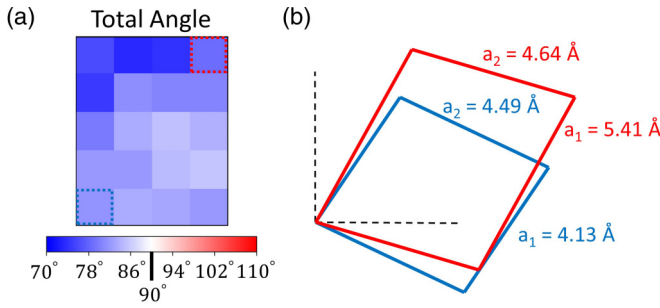 (a)
Total Angle
70° 78° 86° 94° 102° 110°
90°
(b)
a₂ = 4.64 Å
a₂ = 4.49 Å
a₁ = 5.41 Å
a₁ = 4.13 Å